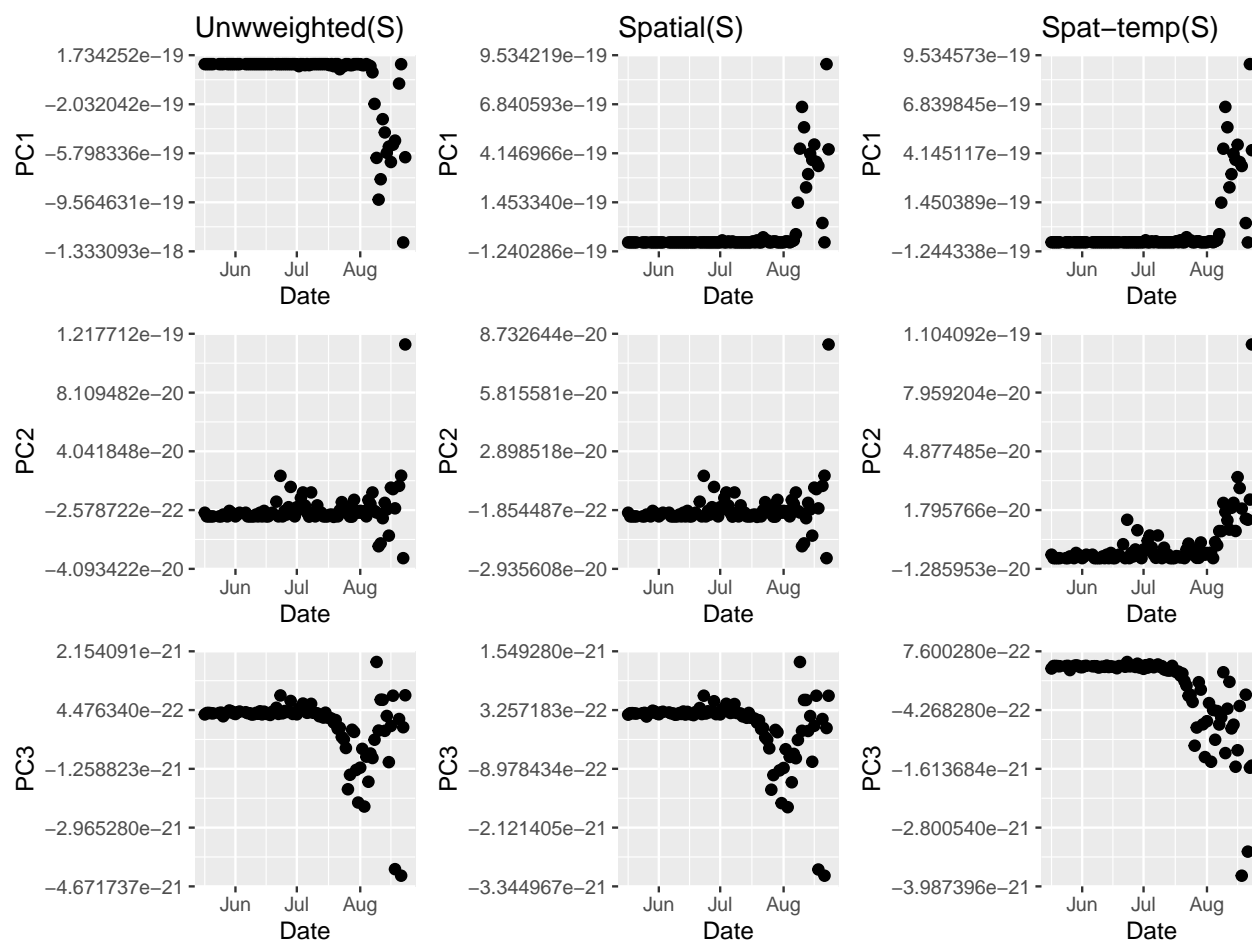 Unwweighted(S)
1.734252e−19
−2.032042e−19
−5.798336e−19
−9.564631e−19
−1.333093e−18
PC1
Jun Jul Aug
Date
Spatial(S)
9.534219e−19
6.840593e−19
4.146966e−19
1.453340e−19
−1.240286e−19
PC1
Jun Jul Aug
Date
Spat−temp(S)
9.534573e−19
6.839845e−19
4.145117e−19
1.450389e−19
−1.244338e−19
PC1
Jun Jul Aug
Date
1.217712e−19
8.109482e−20
4.041848e−20
−2.578722e−22
−4.093422e−20
PC2
Jun Jul Aug
Date
8.732644e−20
5.815581e−20
2.898518e−20
−1.854487e−22
−2.935608e−20
PC2
Jun Jul Aug
Date
1.104092e−19
7.959204e−20
4.877485e−20
1.795766e−20
−1.285953e−20
PC2
Jun Jul Aug
Date
2.154091e−21
4.476340e−22
−1.258823e−21
−2.965280e−21
−4.671737e−21
PC3
Jun Jul Aug
Date
1.549280e−21
3.257183e−22
−8.978434e−22
−2.121405e−21
−3.344967e−21
PC3
Jun Jul Aug
Date
7.600280e−22
−4.268280e−22
−1.613684e−21
−2.800540e−21
−3.987396e−21
PC3
Jun Jul Aug
Date